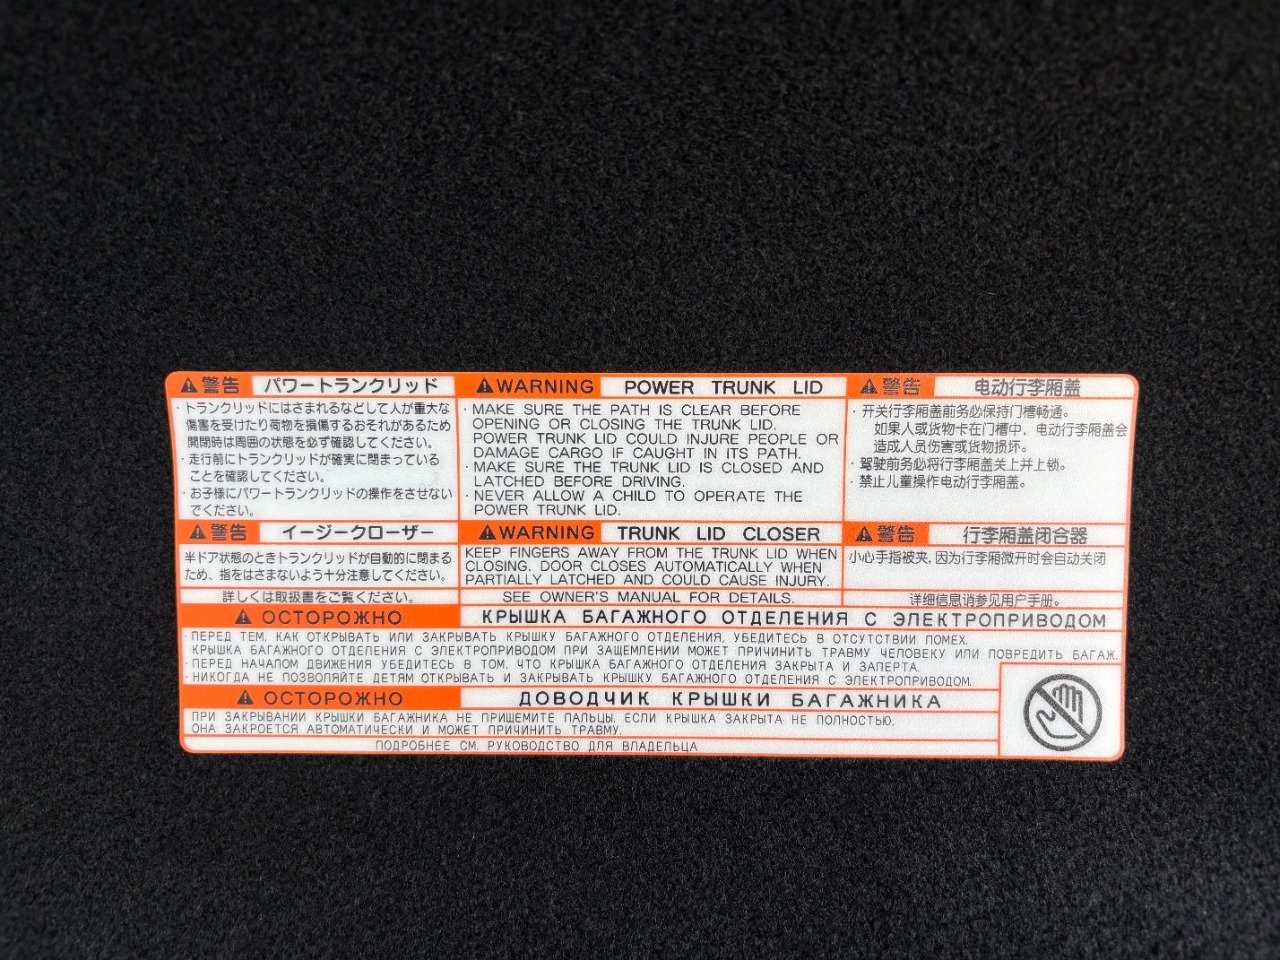 警告 パワートランクリッド
・トランクリッドにはさまれるなどして人が重大な
傷害を受けたり荷物を損傷するおそれがあるため
開閉時は周囲の状態を必ず確認してください。
・走行前にトランクリッドが確実に閉まっている
ことを確認してください。
・お子様にパワートランクリッドの操作をさせない
でください。
警告 イージークローザー
半ドア状態のときトランクリッドが自動的に閉まる
ため、指をはさまないよう十分注意してください。
詳しくは取扱書をご覧ください。
WARNING POWER TRUNK LID
・MAKE SURE THE PATH IS CLEAR BEFORE
OPENING OR CLOSING THE TRUNK LID.
POWER TRUNK LID COULD INJURE PEOPLE OR
DAMAGE CARGO IF CAUGHT IN ITS PATH.
・MAKE SURE THE TRUNK LID IS CLOSED AND
LATCHED BEFORE DRIVING.
・NEVER ALLOW A CHILD TO OPERATE THE
POWER TRUNK LID.
WARNING TRUNK LID CLOSER
KEEP FINGERS AWAY FROM THE TRUNK LID WHEN
CLOSING. DOOR CLOSES AUTOMATICALLY WHEN
PARTIALLY LATCHED AND COULD CAUSE INJURY.
SEE OWNER'S MANUAL FOR DETAILS.
警告 电动行李厢盖
・开关行李厢盖前务必保持门槽畅通。
如果人或货物卡在门槽中，电动行李厢盖会
造成人员伤害或货物损坏。
・驾驶前务必将行李厢盖关上并上锁。
・禁止儿童操作电动行李厢盖。
警告 行李厢盖闭合器
小心手指被夹，因为行李厢微开时会自动关闭
详细信息请参见用户手册。
ОСТОРОЖНО КРЫШКА БАГАЖНОГО ОТДЕЛЕНИЯ С ЭЛЕКТРОПРИВОДОМ
・ПЕРЕД ТЕМ, КАК ОТКРЫВАТЬ ИЛИ ЗАКРЫВАТЬ КРЫШКУ БАГАЖНОГО ОТДЕЛЕНИЯ, УБЕДИТЕСЬ В ОТСУТСТВИИ ПОМЕХ.
КРЫШКА БАГАЖНОГО ОТДЕЛЕНИЯ С ЭЛЕКТРОПРИВОДОМ ПРИ ЗАЩЕМЛЕНИИ МОЖЕТ ПРИЧИНИТЬ ТРАВМУ ЧЕЛОВЕКУ ИЛИ ПОВРЕДИТЬ БАГАЖ.
・ПЕРЕД НАЧАЛОМ ДВИЖЕНИЯ УБЕДИТЕСЬ В ТОМ, ЧТО КРЫШКА БАГАЖНОГО ОТДЕЛЕНИЯ ЗАКРЫТА И ЗАПЕРТА.
・НИКОГДА НЕ ПОЗВОЛЯЙТЕ ДЕТЯМ ОТКРЫВАТЬ И ЗАКРЫВАТЬ КРЫШКУ БАГАЖНОГО ОТДЕЛЕНИЯ С ЭЛЕКТРОПРИВОДОМ.
ОСТОРОЖНО ДОВОДЧИК КРЫШКИ БАГАЖНИКА
ПРИ ЗАКРЫВАНИИ КРЫШКИ БАГАЖНИКА НЕ ПРИЩЕМИТЕ ПАЛЬЦЫ. ЕСЛИ КРЫШКА ЗАКРЫТА НЕ ПОЛНОСТЬЮ,
ОНА ЗАКРОЕТСЯ АВТОМАТИЧЕСКИ И МОЖЕТ ПРИЧИНИТЬ ТРАВМУ.
ПОДРОБНЕЕ СМ. РУКОВОДСТВО ДЛЯ ВЛАДЕЛЬЦА